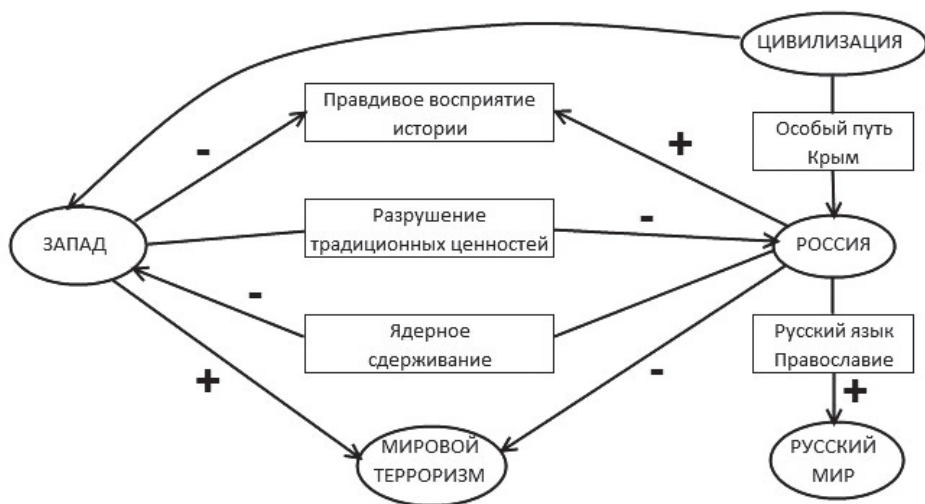 ЦИВИЛИЗАЦИЯ
Правдивое восприятие
истории
Особый путь
Крым
-
+
ЗАПАД
Разрушение
традиционных ценностей
-
РОССИЯ
-
Ядерное
сдерживание
Русский язык
Православие
+
-
+
МИРОВОЙ
ТЕРРОРИЗМ
РУССКИЙ
МИР